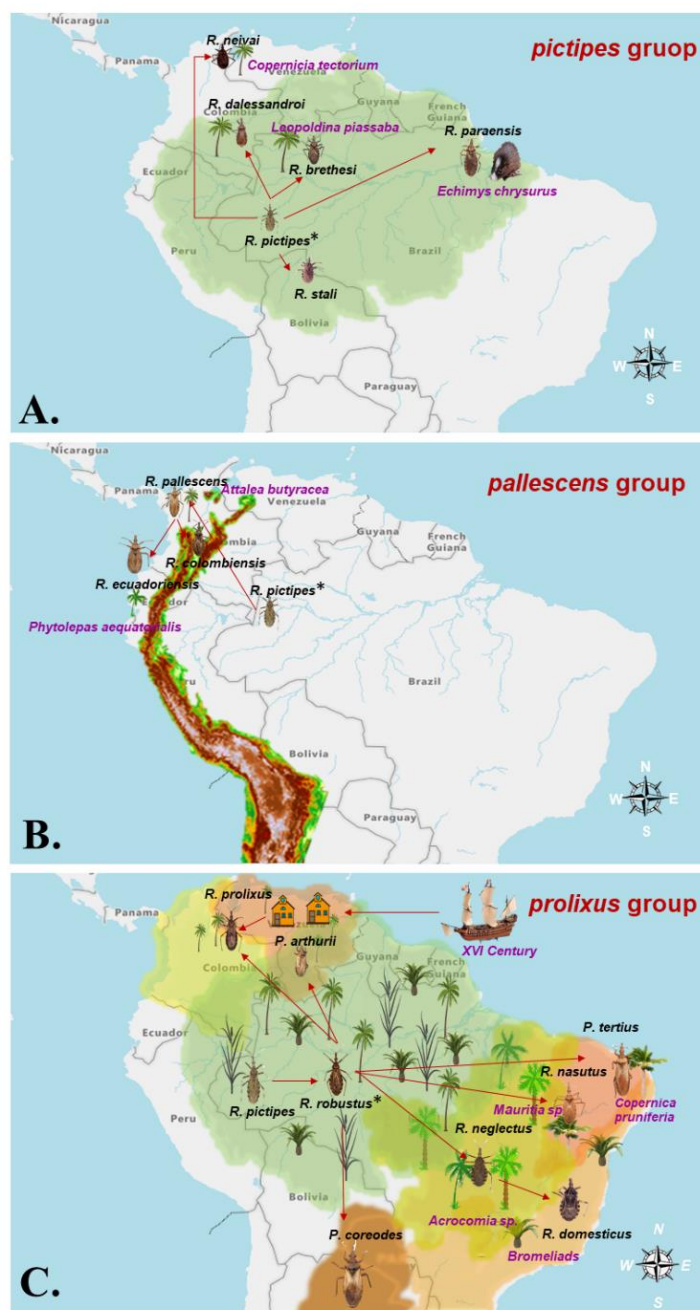 Nicaragua
Panama
R. neivai
Copernicia tectorium
Venezuela
pictipes gruop
Guyana
French
Guiana
R. dalessandroi
Colombia
Leopoldina piassaba
R. paraensis
R. brethesi
Ecuador
Echimys chrysurus
R. pictipes*
Peru
Brazil
R. stali
Bolivia
Paraguay
N
W E
S
A.
Nicaragua
Panama
R. pallescens
Attalea butyracea
Venezuela
pallescens group
Guyana
French
Guiana
R. colombiensis
R. ecuadoriensis
R. pictipes*
Phytolepas aequatorialis
Brazil
Bolivia
Paraguay
N
W E
S
B.
Panama
R. prolixus
prolixus group
XVI Century
P. arthurii
Guyana
French
Guiana
Colombia
Ecuador
P. tertius
R. nasutus
R. pictipes
R. robustus*
Mauritia sp
Copernica
pruniferia
Peru
R. neglectus
Bolivia
Acrocomia sp.
R. domesticus
P. coreodes
Bromeliads
N
W E
S
C.